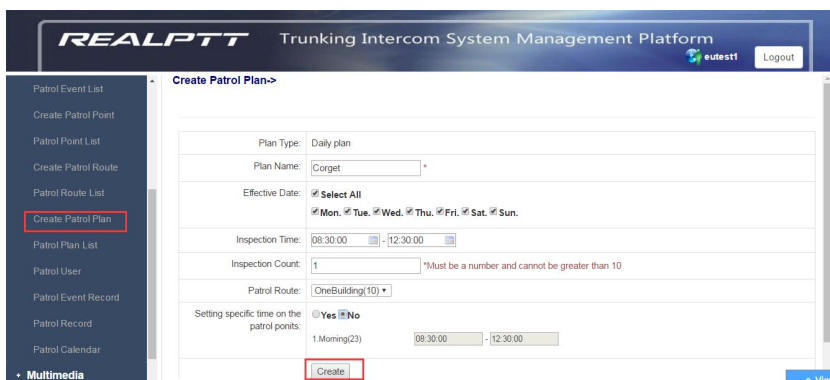 REALPTT Trunking Intercom System Management Platform
eutest1 Logout
Patrol Event List
Create Patrol Point
Patrol Point List
Create Patrol Route
Patrol Route List
Create Patrol Plan
Patrol Plan List
Patrol User
Patrol Event Record
Patrol Record
Patrol Calendar
+ Multimedia
Create Patrol Plan->
Plan Type: Daily plan
Plan Name: Corget *
Effective Date: Select All
Mon. Tue. Wed. Thu. Fri. Sat. Sun.
Inspection Time: 08:30:00 - 12:30:00
Inspection Count: 1 *Must be a number and cannot be greater than 10
Patrol Route: OneBuilding(10)
Setting specific time on the Yes No
patrol ponits:
1.Morning(23) 08:30:00 - 12:30:00
Create